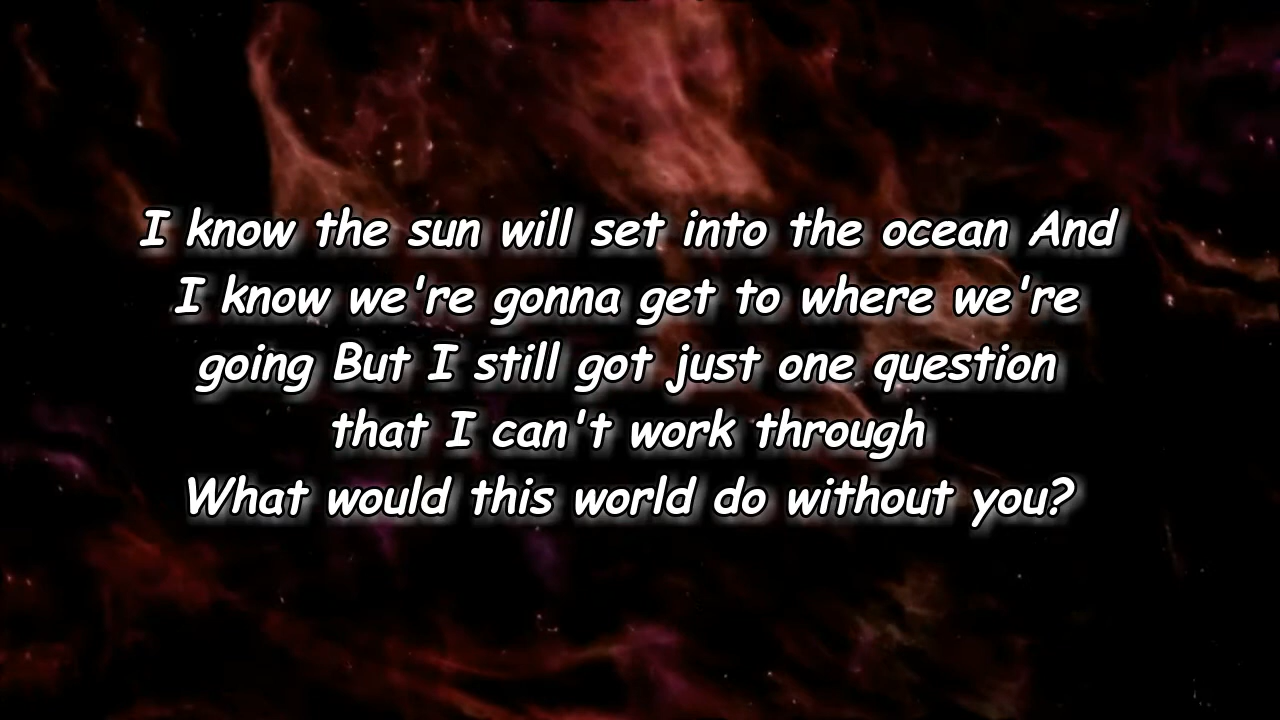 I know the sun will set into the ocean And
I know we're gonna get to where we're
going But I still got just one question
that I can't work through
What would this world do without you?